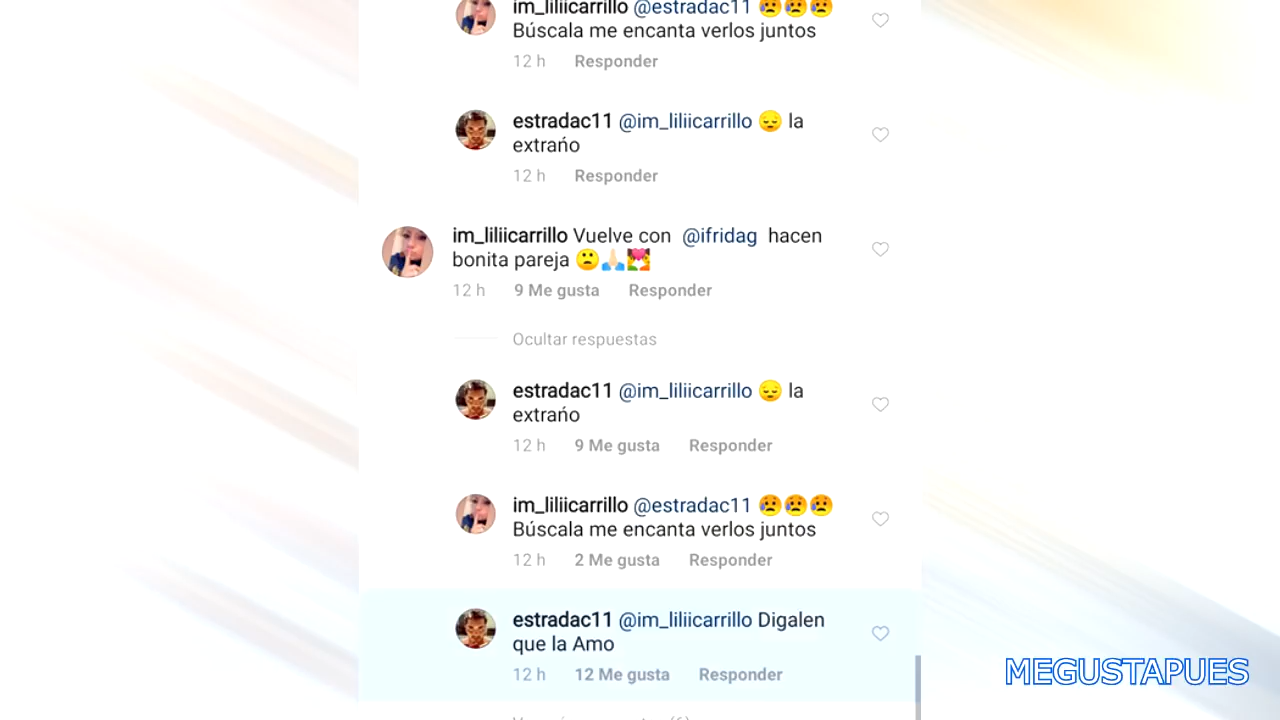 im_liliicarrillo @estradac11 😥😥😥
Búscala me encanta verlos juntos
12 h Responder
estradac11 @im_liliicarrillo 😔 la
extrańo
12 h Responder
im_liliicarrillo Vuelve con @ifridag hacen
bonita pareja 🙁🙏🏻💑
12 h 9 Me gusta Responder
Ocultar respuestas
estradac11 @im_liliicarrillo 😔 la
extrańo
12 h 9 Me gusta Responder
im_liliicarrillo @estradac11 😥😥😥
Búscala me encanta verlos juntos
12 h 2 Me gusta Responder
estradac11 @im_liliicarrillo Digalen
que la Amo
12 h 12 Me gusta Responder
MEGUSTAPUES